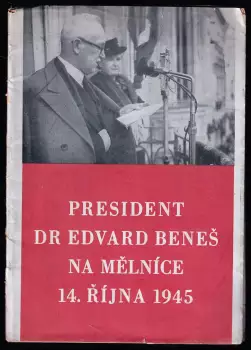 PRESIDENT
DR EDVARD BENEŠ
NA MĚLNÍCE
14. ŘÍJNA 1945